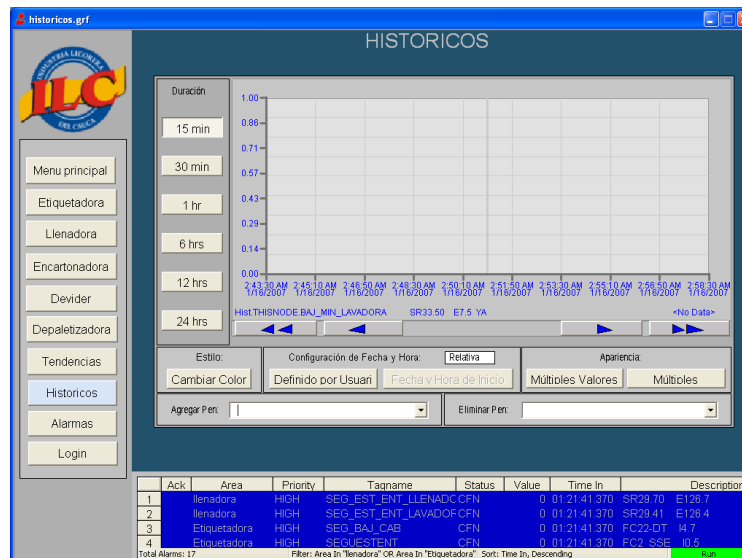 historicos.grf
HISTORICOS
INDUSTRIA LICORERA
ILC
DEL CAUCA
Menu principal
Etiquetadora
Llenadora
Encartonadora
Devider
Depaletizadora
Tendencias
Historicos
Alarmas
Login
Duración
15 min
30 min
1 hr
6 hrs
12 hrs
24 hrs
1.00
0.86
0.71
0.57
0.43
0.29
0.14
0.00
2:43:30 AM 2:45:10 AM 2:46:50 AM 2:48:30 AM 2:50:10 AM 2:51:50 AM 2:53:30 AM 2:55:10 AM 2:56:50 AM 2:58:30 AM
1/16/2007 1/16/2007 1/16/2007 1/16/2007 1/16/2007 1/16/2007 1/16/2007 1/16/2007 1/16/2007 1/16/2007
Hist.THISNODE.BAJ_MIN_LAVADORA SR33.50 E7.5 YA <No Data>
Estilo: Configuración de Fecha y Hora: Relativa Apariencia:
Cambiar Color Definido por Usuari Fecha y Hora de Inicio Múltiples Valores Múltiples
Agregar Pen: Eliminar Pen:
Ack Area Priority Tagname Status Value Time In Description
1 llenadora HIGH SEG_EST_ENT_LLENADO CFN 0 01:21:41.370 SR29.70 E126.7
2 llenadora HIGH SEG_EST_ENT_LAVADOF CFN 0 01:21:41.370 SR29.41 E126.4
3 Etiquetadora HIGH SEG_BAJ_CAB CFN 0 01:21:41.370 FC22-DT I4.7
4 Etiquetadora HIGH SEGUESTENT CFN 0 01:21:41.370 FC2_SSE I0.5
Total Alarms: 17 Filter: Area In "llenadora" OR Area In "Etiquetadora" Sort: Time In, Descending Run